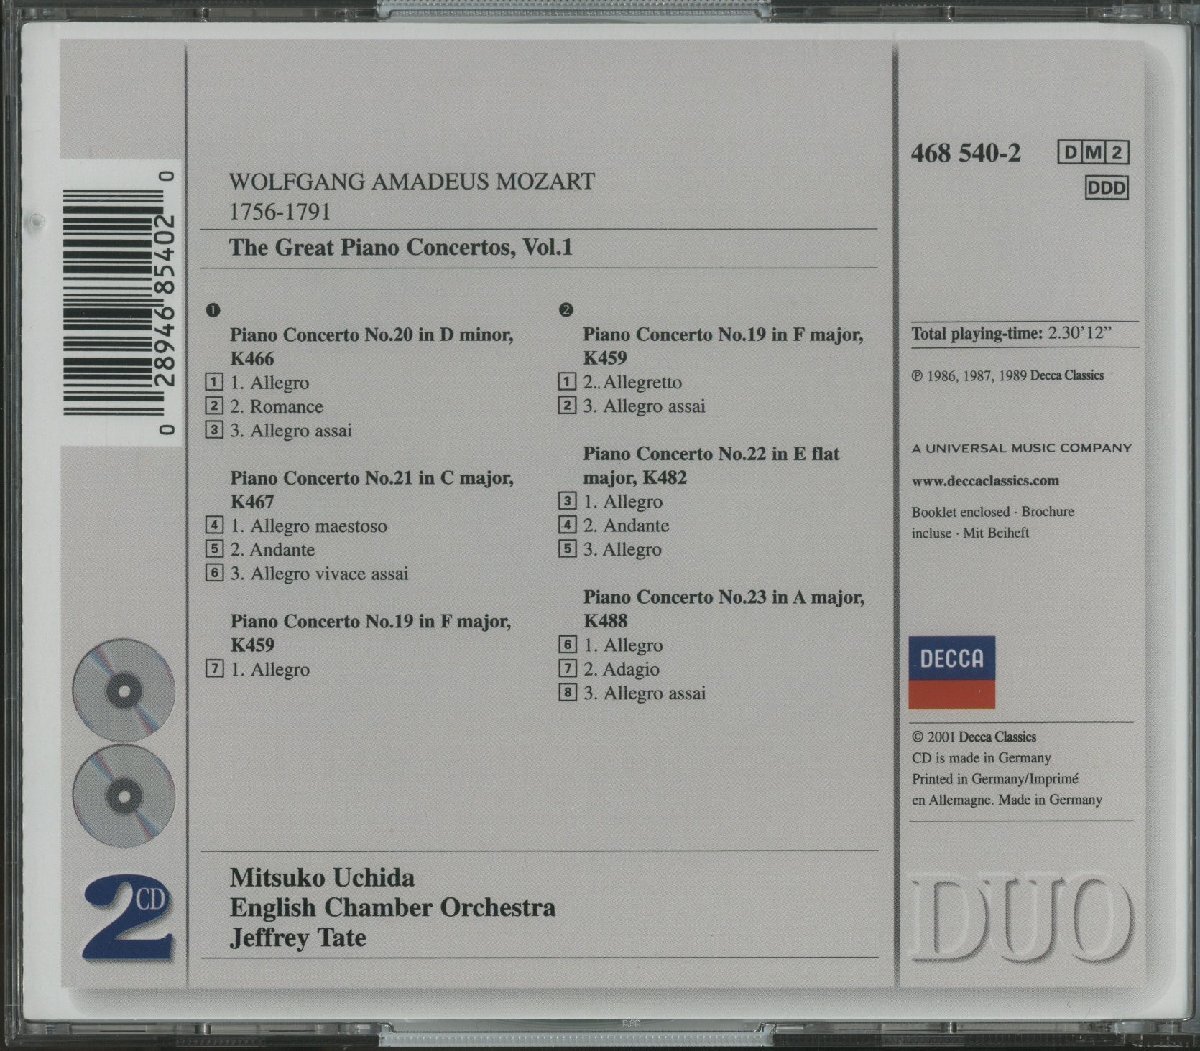 WOLFGANG AMADEUS MOZART
1756-1791
The Great Piano Concertos, Vol.1
1
Piano Concerto No.20 in D minor,
K466
1 1. Allegro
2 2. Romance
3 3. Allegro assai
Piano Concerto No.21 in C major,
K467
4 1. Allegro maestoso
5 2. Andante
6 3. Allegro vivace assai
Piano Concerto No.19 in F major,
K459
7 1. Allegro
2
Piano Concerto No.19 in F major,
K459
1 2. Allegretto
2 3. Allegro assai
Piano Concerto No.22 in E flat
major, K482
3 1. Allegro
4 2. Andante
5 3. Allegro
Piano Concerto No.23 in A major,
K488
6 1. Allegro
7 2. Adagio
8 3. Allegro assai
Mitsuko Uchida
English Chamber Orchestra
Jeffrey Tate
0 28946 85402 0
2CD
468 540-2
D M 2
DDD
Total playing-time: 2.30'12"
℗ 1986, 1987, 1989 Decca Classics
A UNIVERSAL MUSIC COMPANY
www.deccaclassics.com
Booklet enclosed · Brochure
incluse · Mit Beiheft
DECCA
© 2001 Decca Classics
CD is made in Germany
Printed in Germany/Imprimé
en Allemagne. Made in Germany
DUO